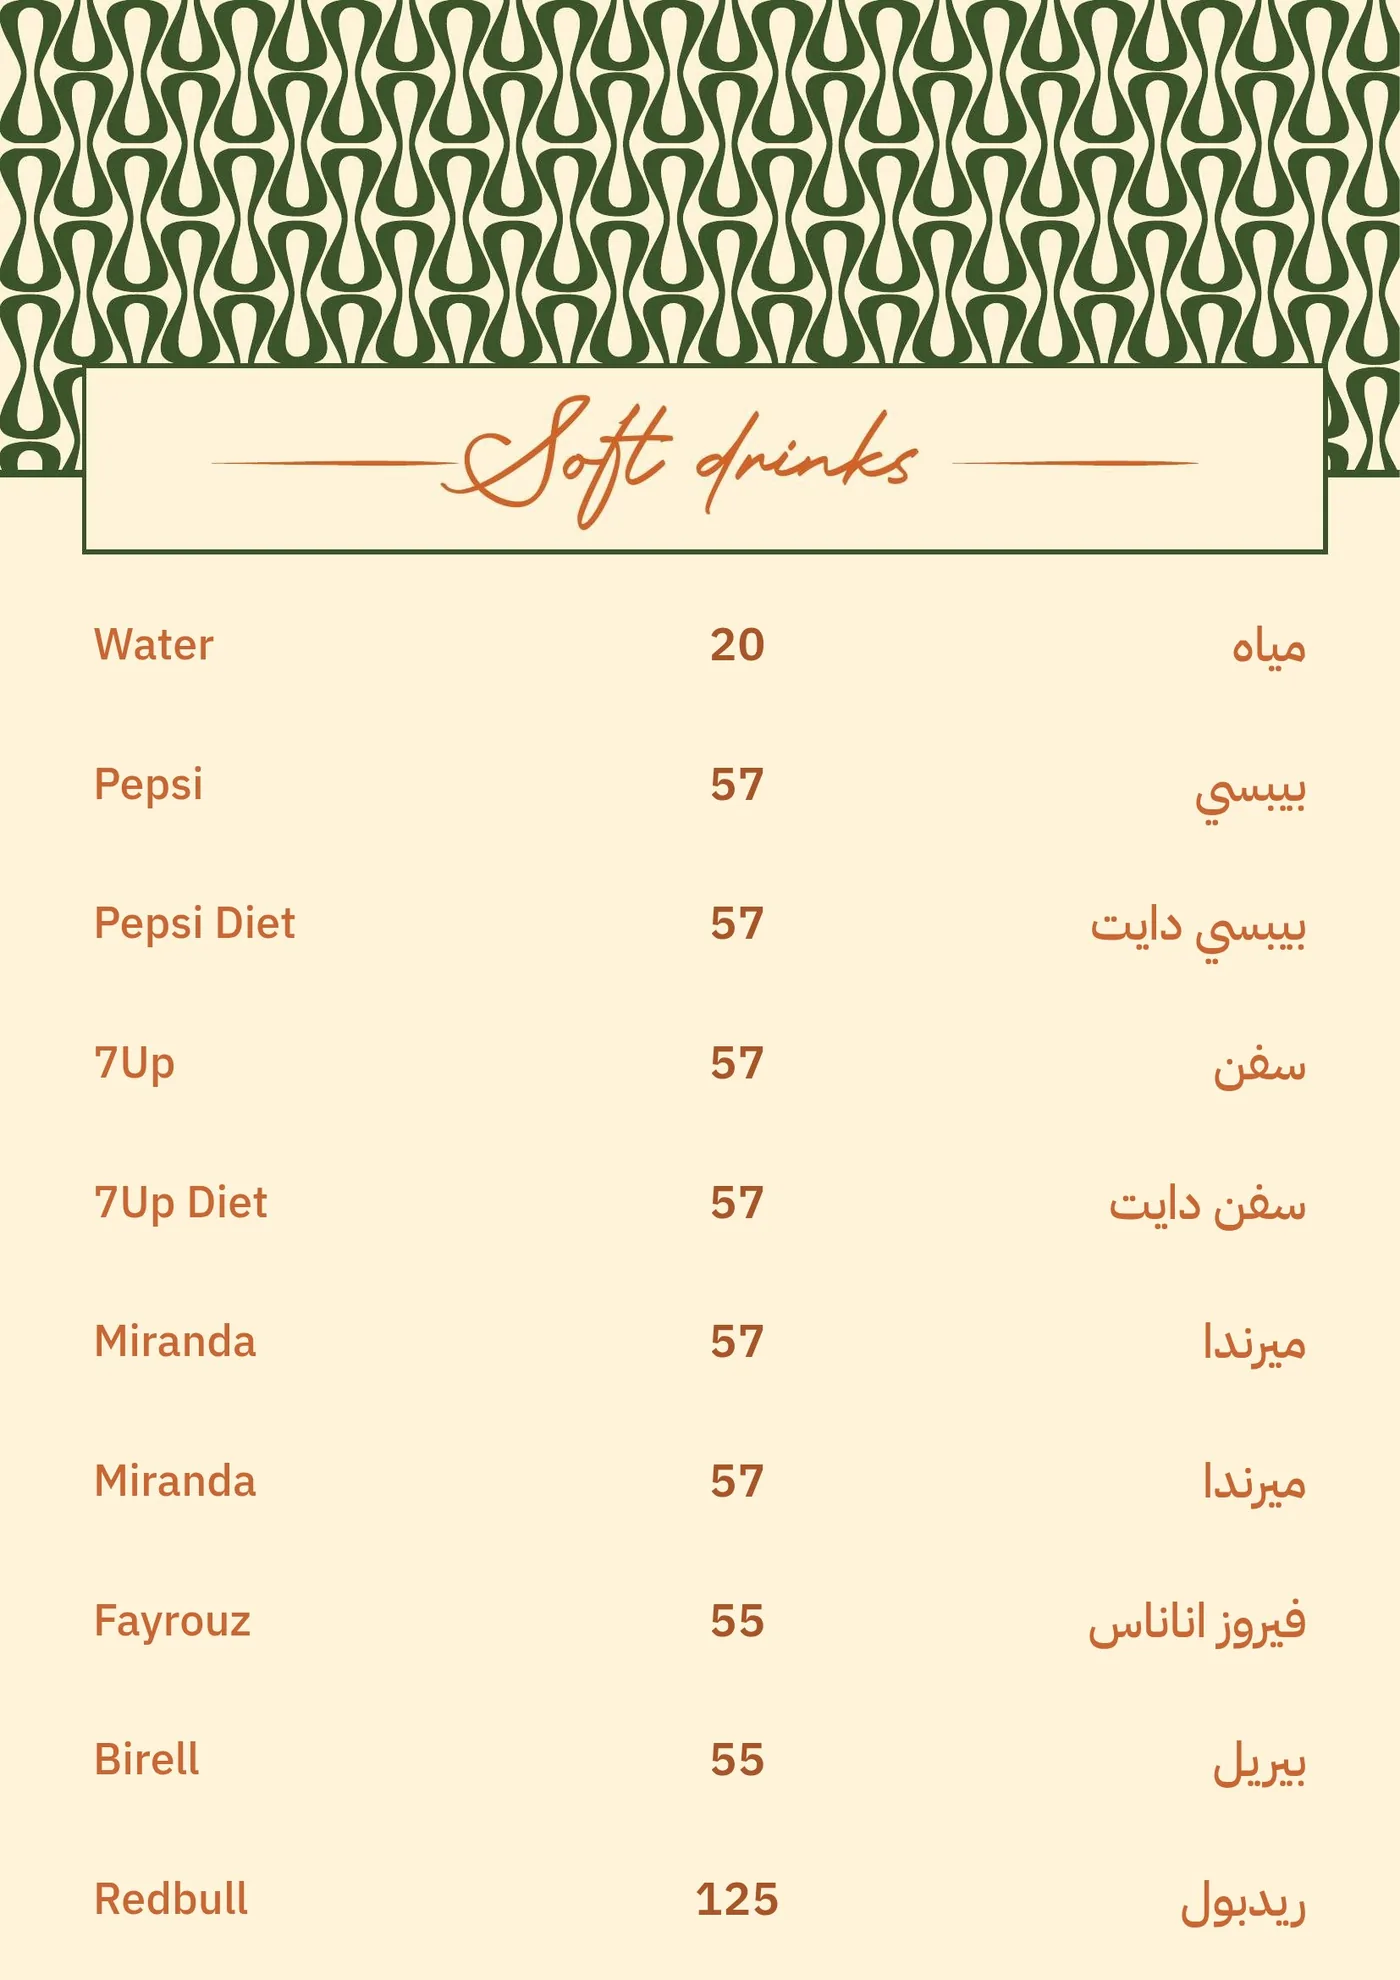 Soft drinks
Water 20 مياه
Pepsi 57 بيبسي
Pepsi Diet 57 بيبسي دايت
7Up 57 سفن
7Up Diet 57 سفن دايت
Miranda 57 ميرندا
Miranda 57 ميرندا
Fayrouz 55 فيروز اناناس
Birell 55 بيريل
Redbull 125 ريدبول